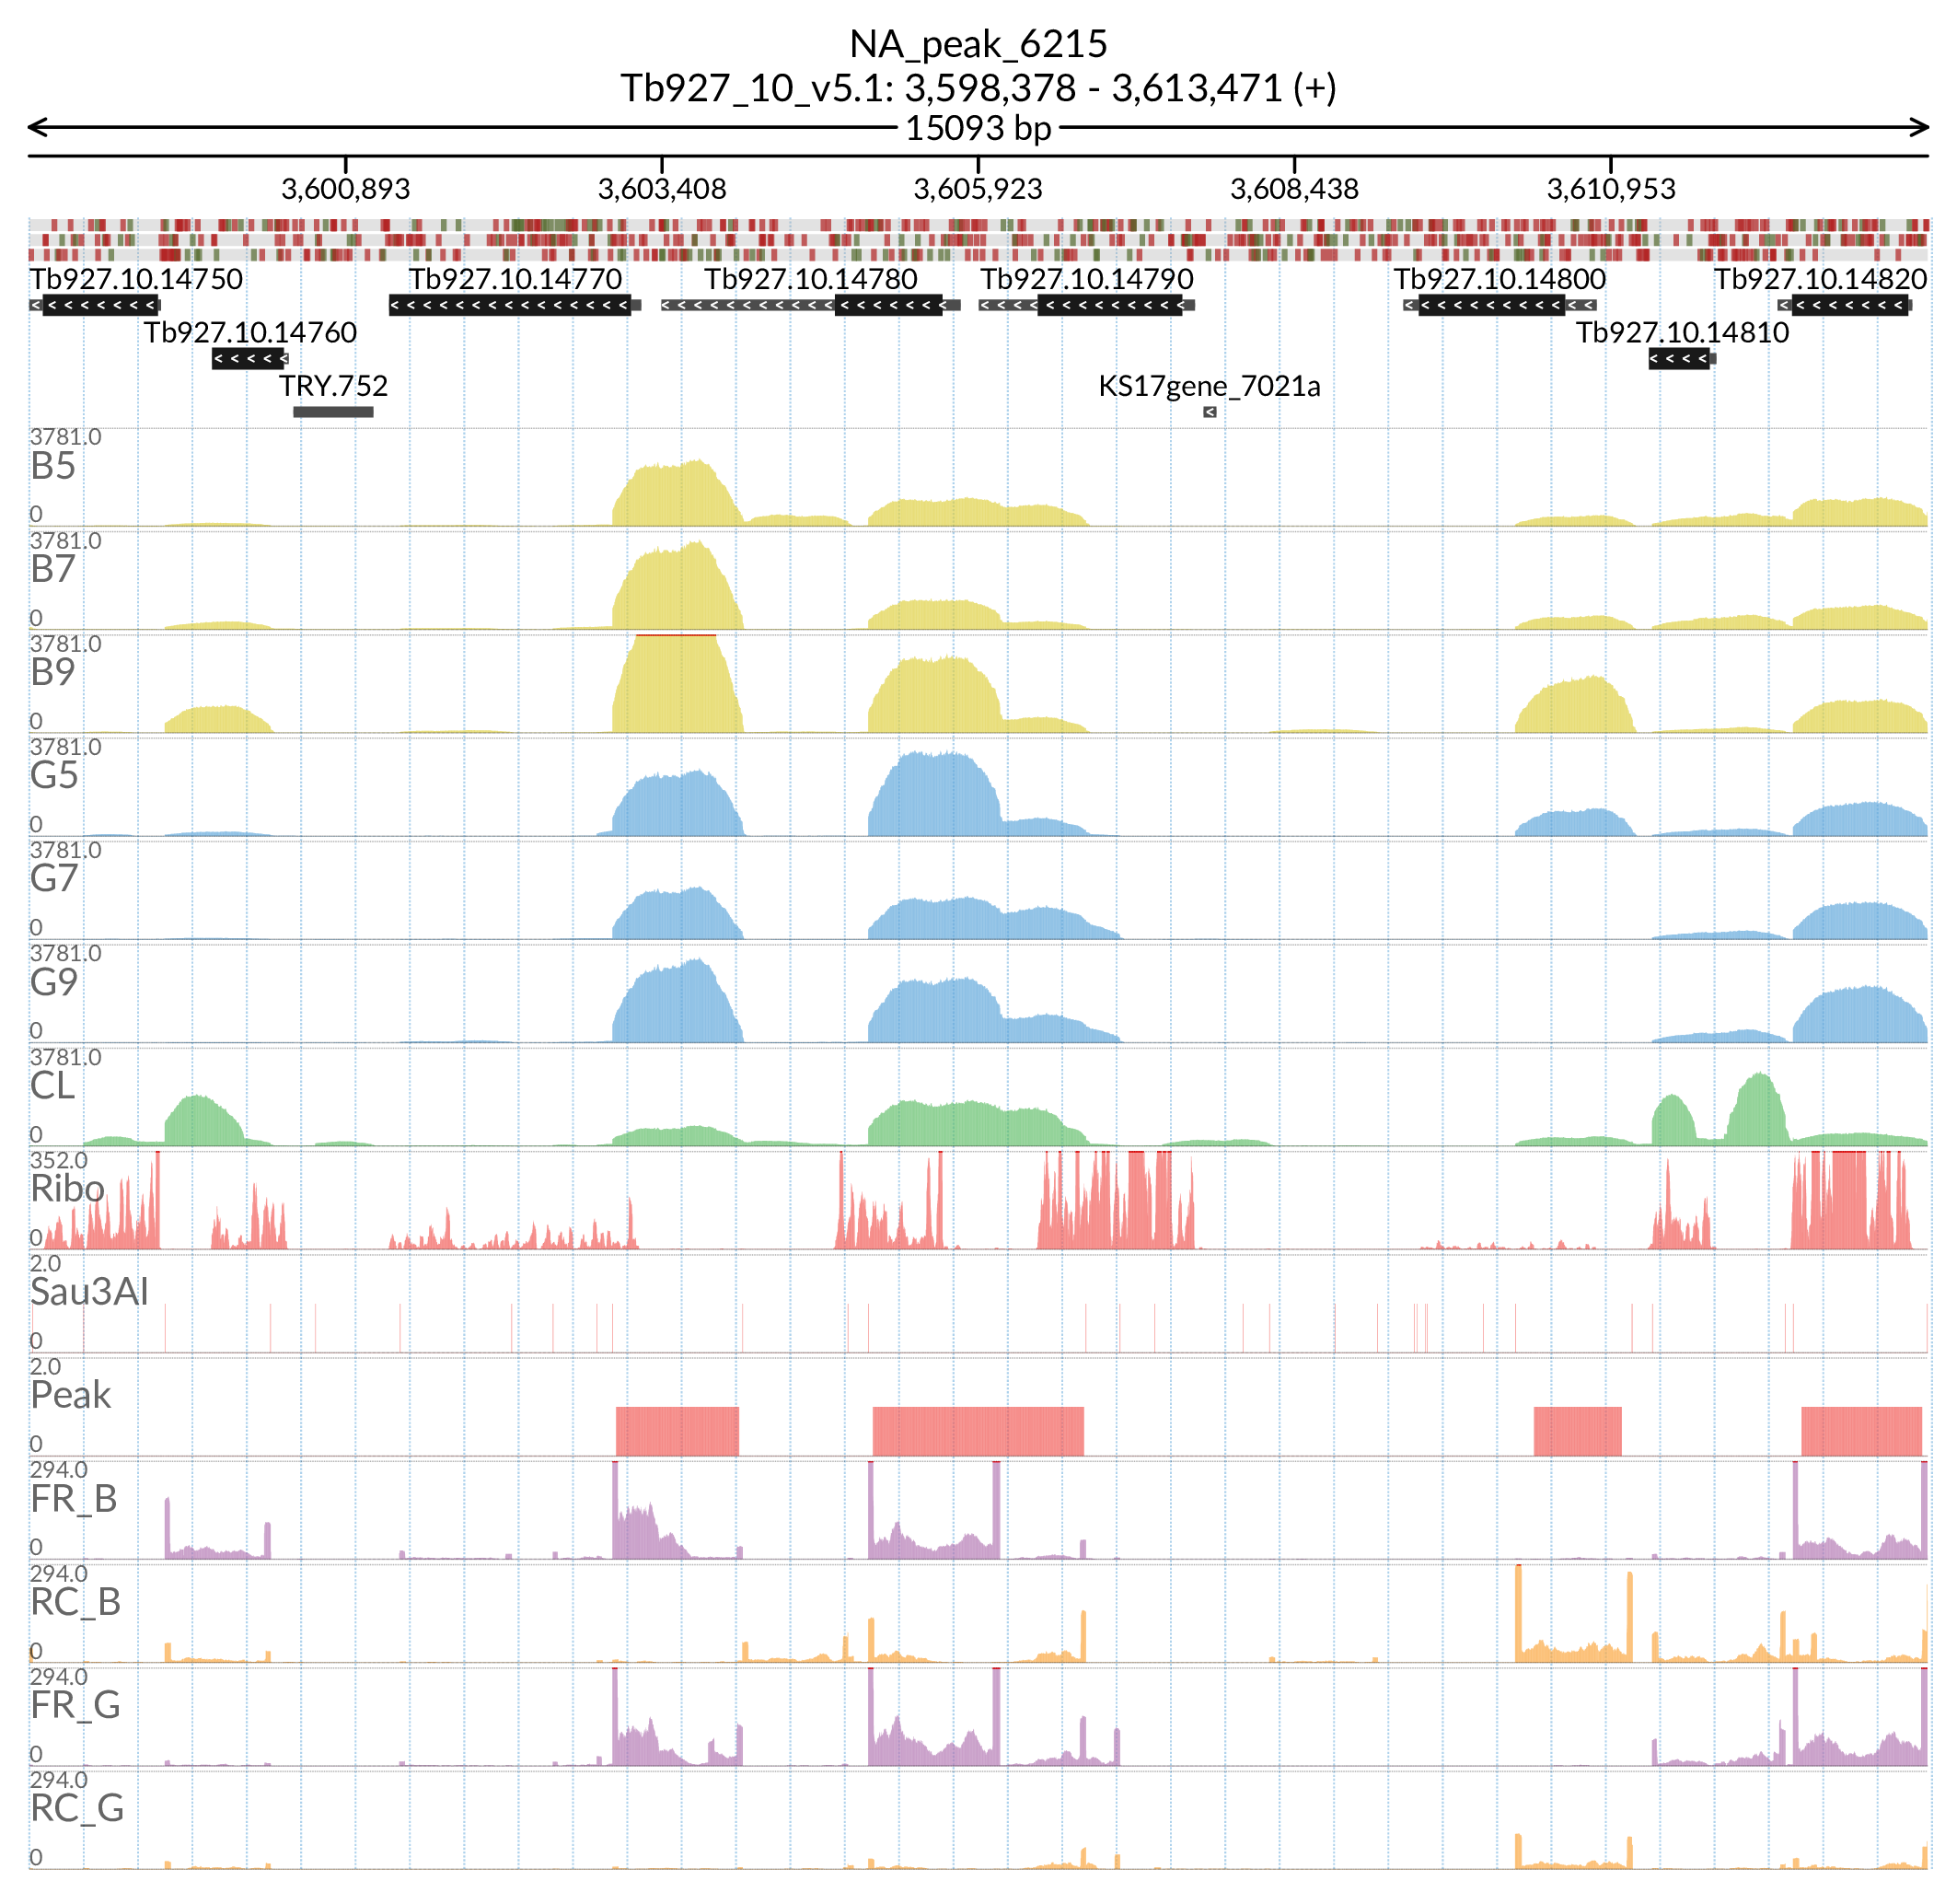 NA_peak_6215
Tb927_10_v5.1: 3,598,378 - 3,613,471 (+)
15093 bp
3,600,893 3,603,408 3,605,923 3,608,438 3,610,953
Tb927.10.14750 Tb927.10.14770 Tb927.10.14780 Tb927.10.14790 Tb927.10.14800 Tb927.10.14820
Tb927.10.14760 Tb927.10.14810
TRY.752 KS17gene_7021a
3781.0
B5
0
3781.0
B7
0
3781.0
B9
0
3781.0
G5
0
3781.0
G7
0
3781.0
G9
0
3781.0
CL
0
352.0
Ribo
0
2.0
Sau3AI
0
2.0
Peak
0
294.0
FR_B
0
294.0
RC_B
0
294.0
FR_G
0
294.0
RC_G
0